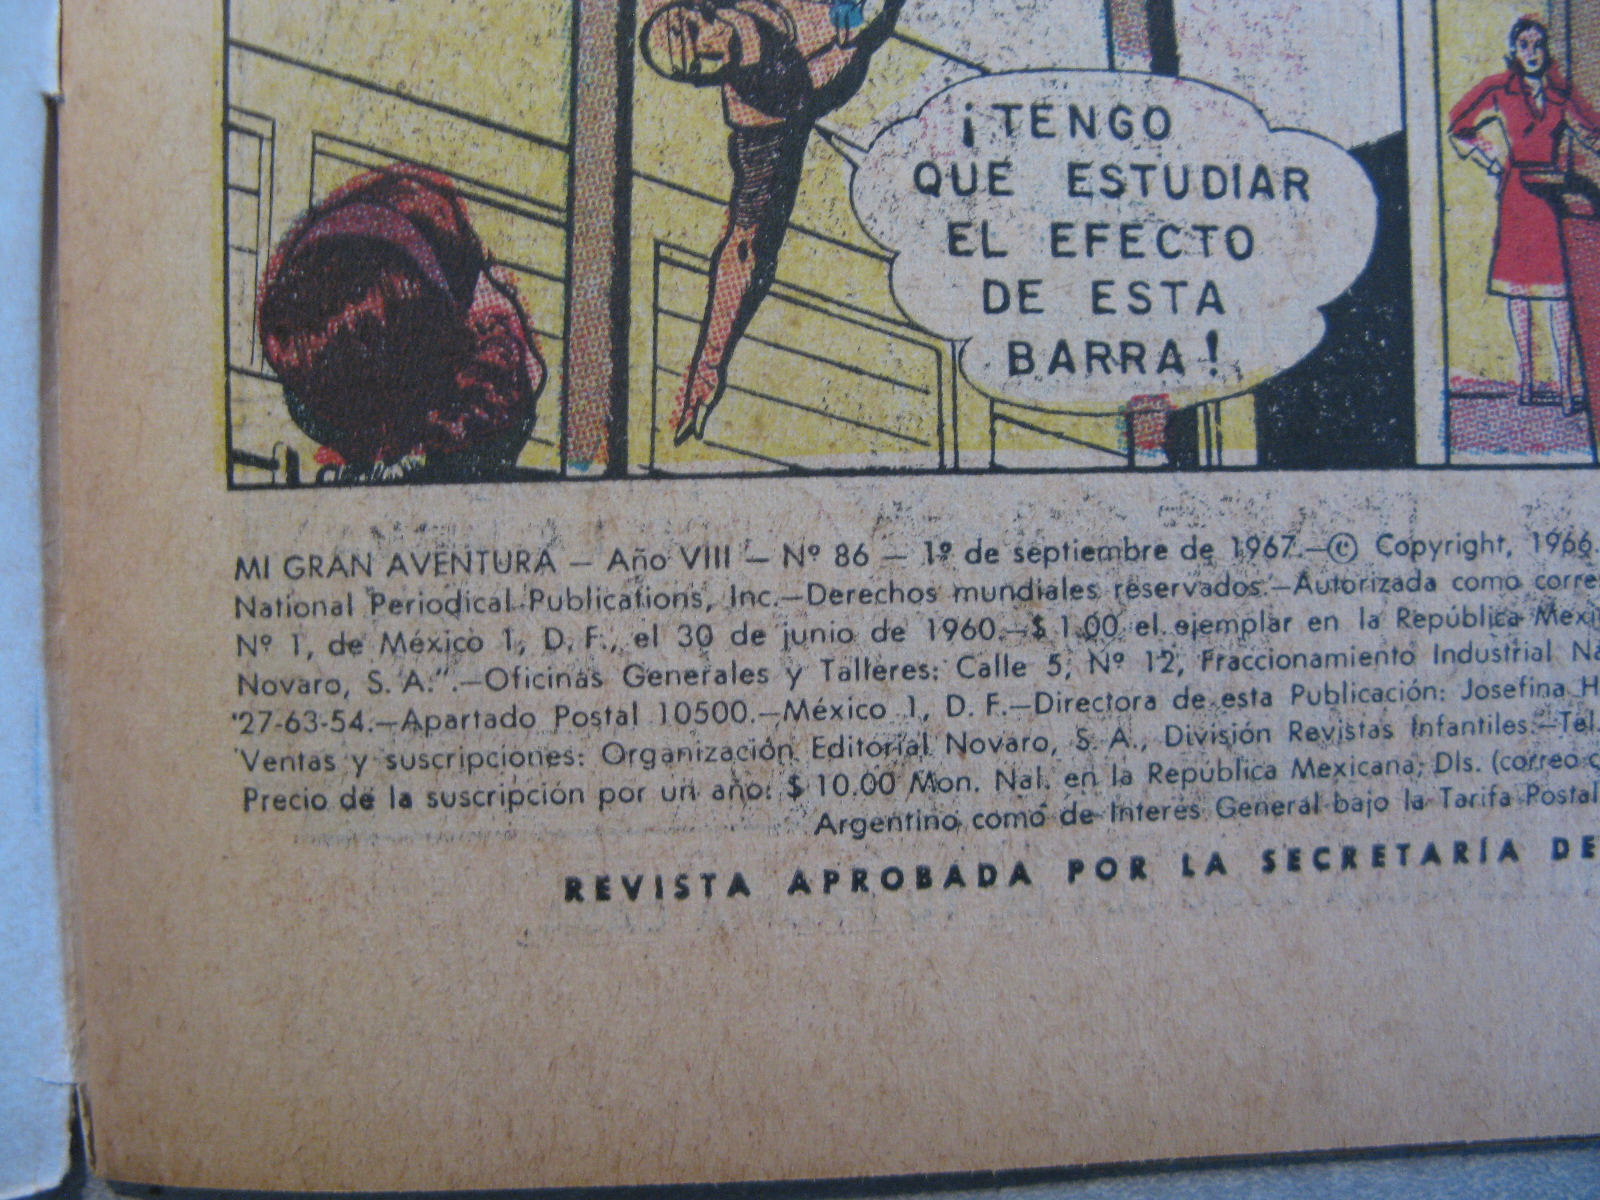 ¡TENGO
QUE ESTUDIAR
EL EFECTO
DE ESTA
BARRA!
MI GRAN AVENTURA — Año VIII — Nº 86 — 1º de septiembre de 1967.—© Copyright, 1966.
National Periodical Publications, Inc.—Derechos mundiales reservados.—Autorizada como corre
Nº 1, de México 1, D. F., el 30 de junio de 1960.—$ 1.00 el ejemplar en la República Mexi
Novaro, S. A.".—Oficinas Generales y Talleres: Calle 5, Nº 12, Fraccionamiento Industrial Na
27-63-54.—Apartado Postal 10500.—México 1, D. F.—Directora de esta Publicación: Josefina H
Ventas y suscripciones: Organización Editorial Novaro, S. A., División Revistas Infantiles.—Tel.
Precio de la suscripción por un año: $ 10.00 Mon. Nal. en la República Mexicana; Dls. (correo
Argentino como de Interés General bajo la Tarifa Postal
REVISTA APROBADA POR LA SECRETARÍA DE